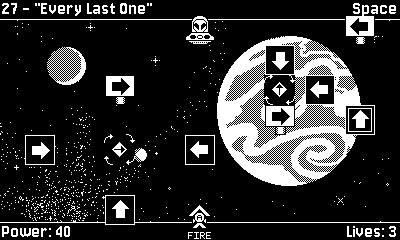 27 - "Every Last One"
Space
FIRE
Power: 40
Lives: 3